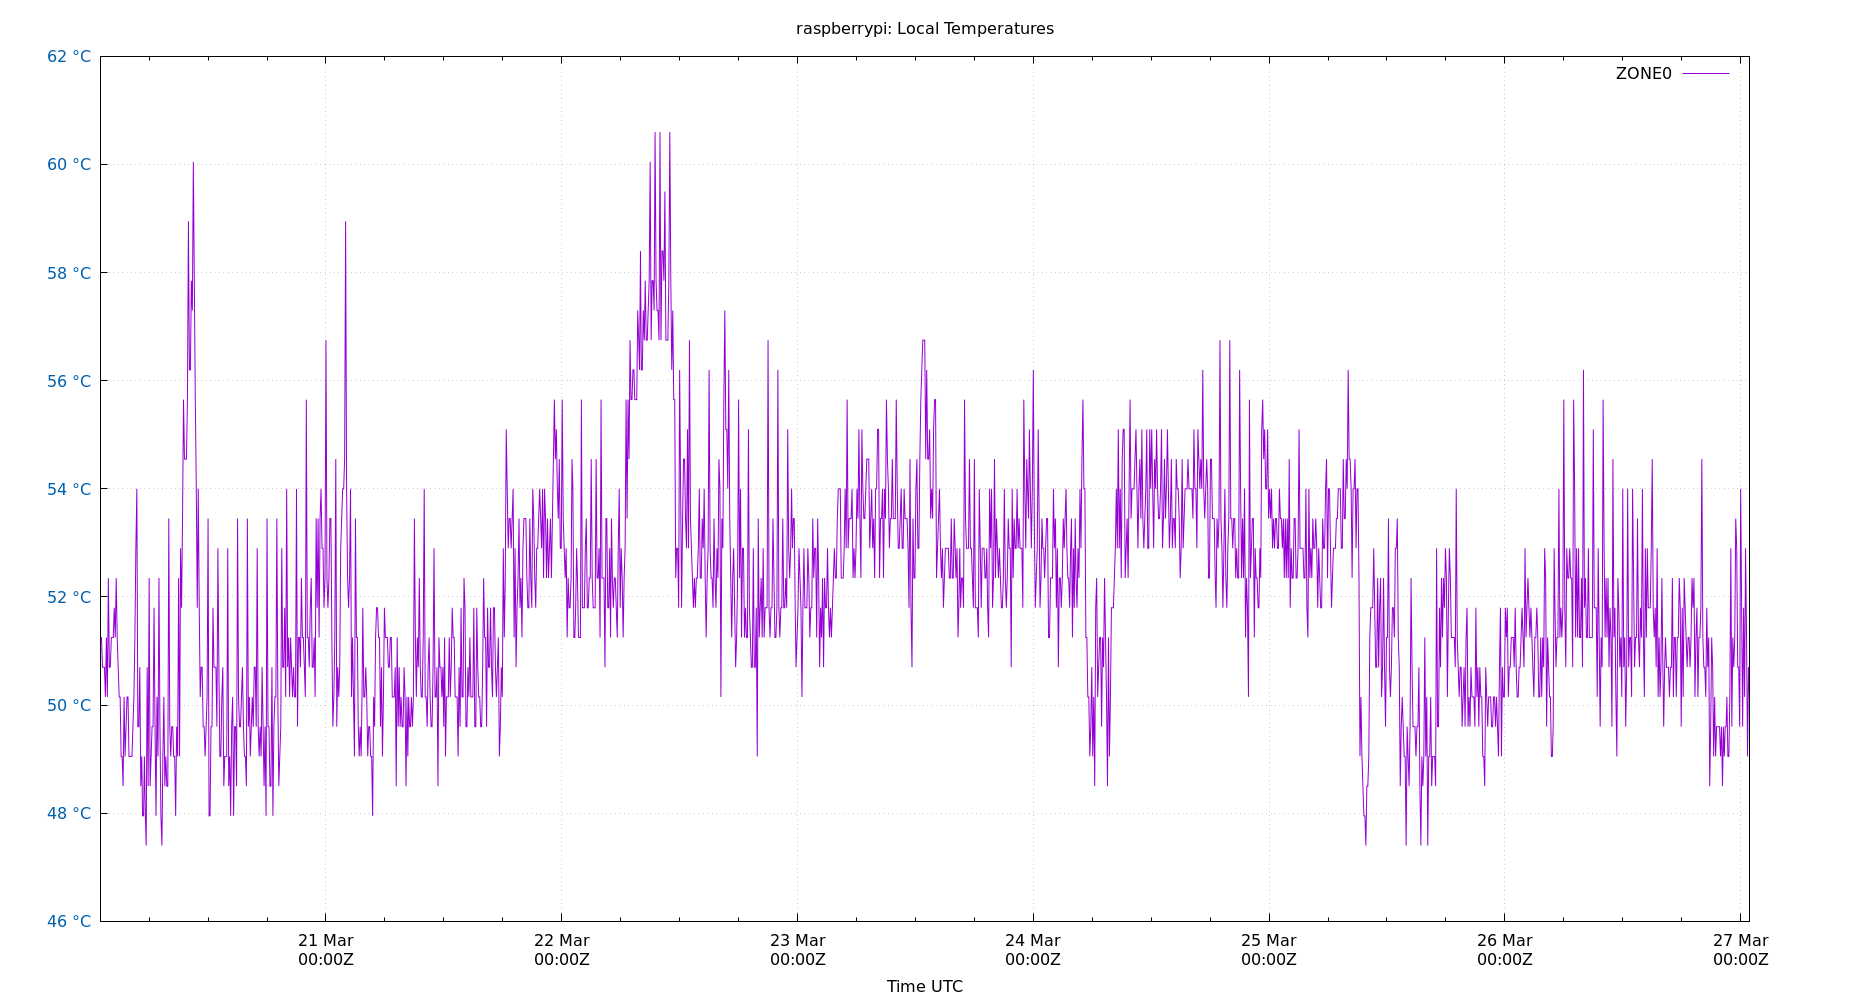 raspberrypi: Local Temperatures
62 °C
ZONE0
60 °C
58 °C
56 °C
54 °C
52 °C
50 °C
48 °C
46 °C
21 Mar 22 Mar 23 Mar 24 Mar 25 Mar 26 Mar 27 Mar
00:00Z 00:00Z 00:00Z 00:00Z 00:00Z 00:00Z 00:00Z
Time UTC